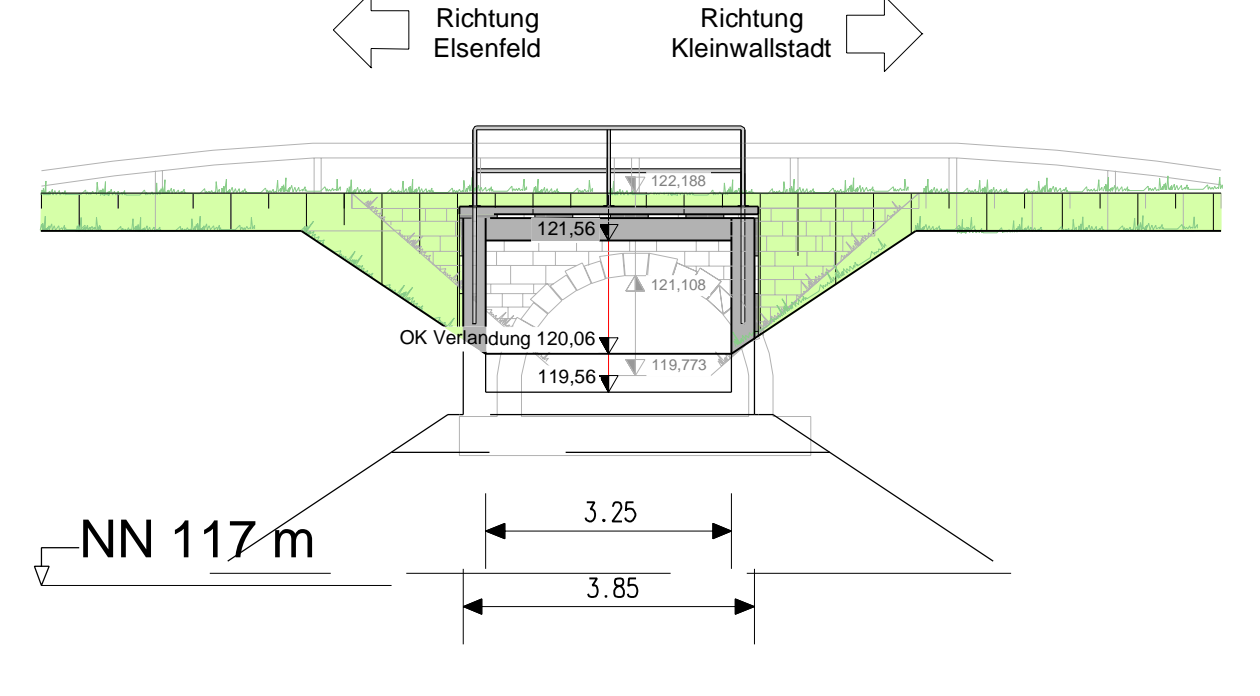 Richtung
Elsenfeld
Richtung
Kleinwallstadt
122,188
121,56
121,108
OK Verlandung 120,06
119,773
119,56
3.25
NN 117 m
3.85